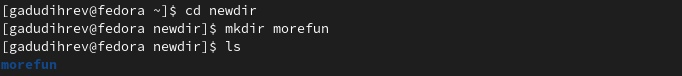 [gadudihrev@fedora ~]$ cd newdir
[gadudihrev@fedora newdir]$ mkdir morefun
[gadudihrev@fedora newdir]$ ls
morefun